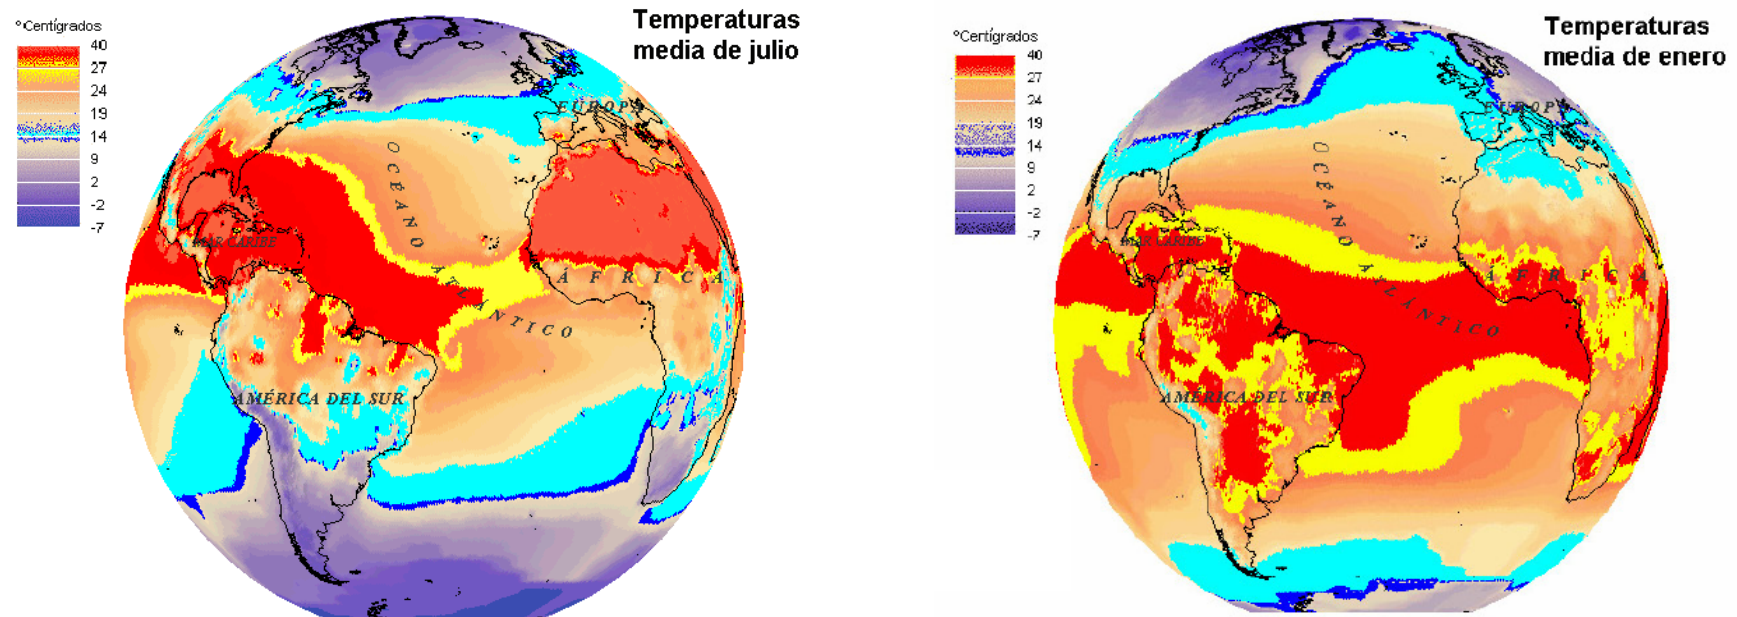 Temperaturas
media de julio
°Centígrados
40
27
24
19
14
9
2
-2
-7
EUROPA
OCÉANO
ATLÁNTICO
MAR CARIBE
ÁFRICA
AMÉRICA DEL SUR
Temperaturas
media de enero
°Centígrados
40
27
24
19
14
9
2
-2
-7
EUROPA
OCÉANO
ATLÁNTICO
MAR CARIBE
ÁFRICA
AMÉRICA DEL SUR